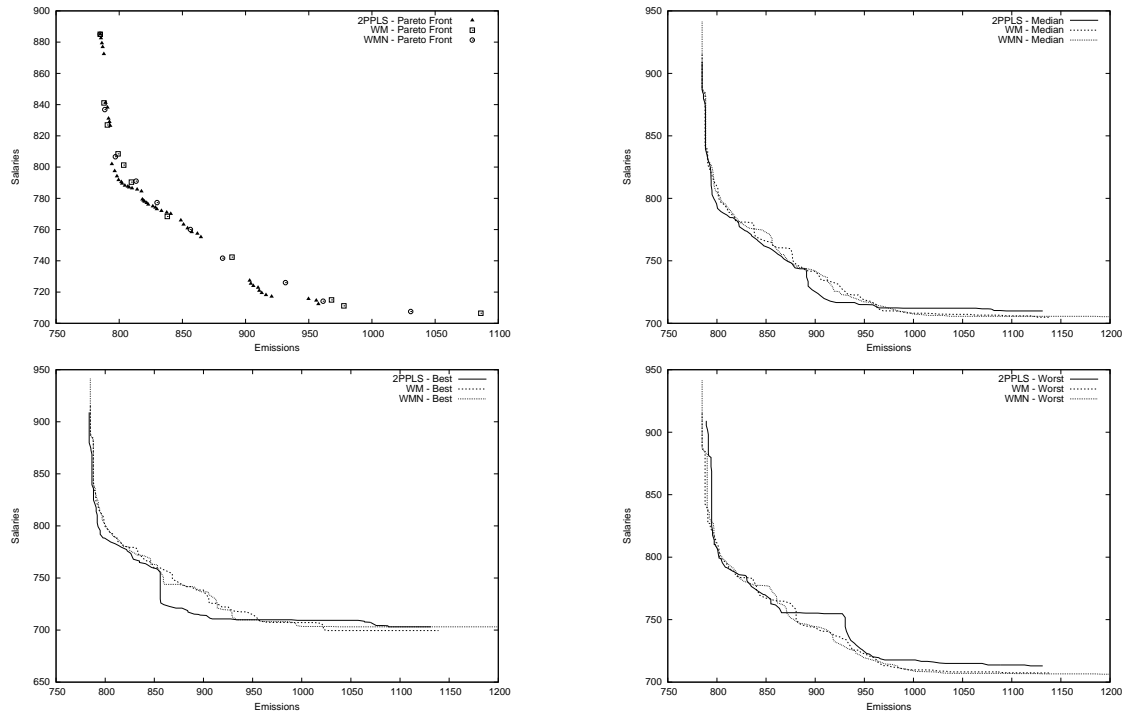 900
880
860
840
820
800
780
760
740
720
700
750 800 850 900 950 1000 1050 1100
Salaries
Emissions
2PPLS - Pareto Front
WM - Pareto Front
WMN - Pareto Front
950
900
850
800
750
700
750 800 850 900 950 1000 1050 1100 1150 1200
Salaries
Emissions
2PPLS - Median
WM - Median
WMN - Median
950
900
850
800
750
700
650
750 800 850 900 950 1000 1050 1100 1150 1200
Salaries
Emissions
2PPLS - Best
WM - Best
WMN - Best
950
900
850
800
750
700
750 800 850 900 950 1000 1050 1100 1150 1200
Salaries
Emissions
2PPLS - Worst
WM - Worst
WMN - Worst